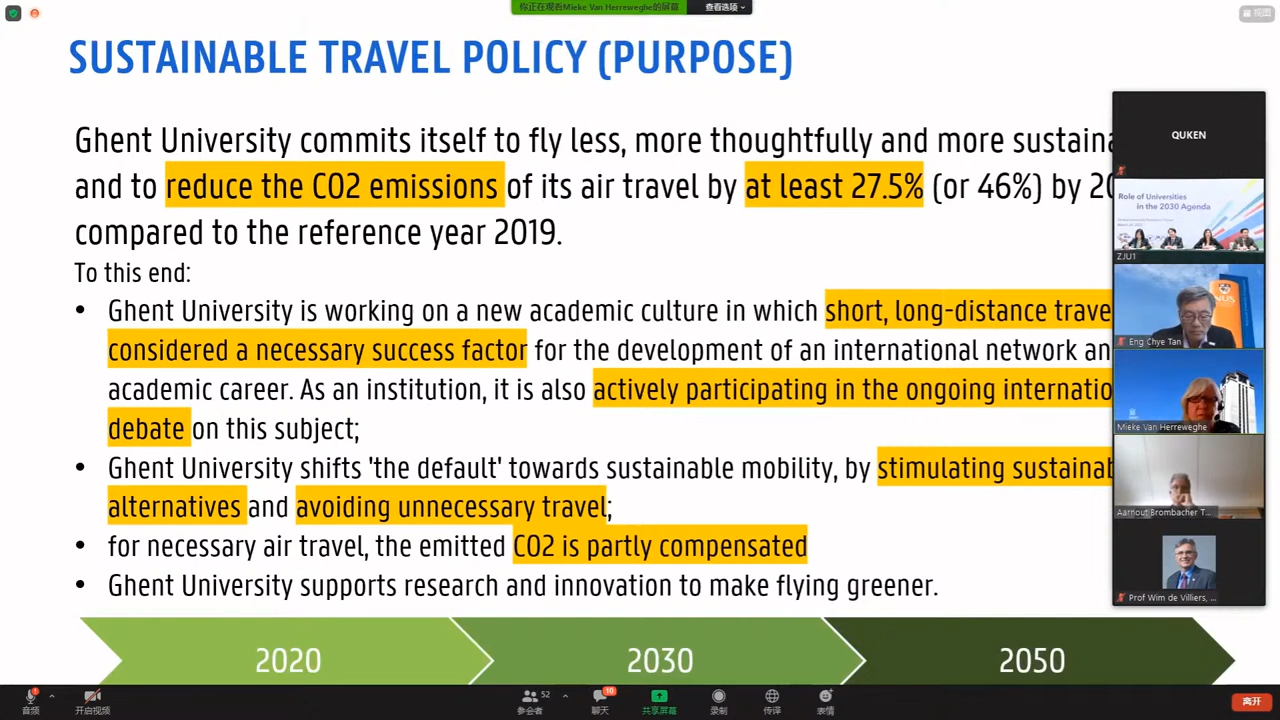 你正在观看Mieke Van Herreweghe的屏幕
查看选项
视图
SUSTAINABLE TRAVEL POLICY (PURPOSE)
Ghent University commits itself to fly less, more thoughtfully and more
and to reduce the CO2 emissions of its air travel by at least 27.5% (or 46%) by
compared to the reference year 2019.
To this end:
• Ghent University is working on a new academic culture in which short, long-distance
considered a necessary success factor for the development of an international network
academic career. As an institution, it is also actively participating in the ongoing
debate on this subject;
• Ghent University shifts 'the default' towards sustainable mobility, by stimulating
alternatives and avoiding unnecessary travel;
• for necessary air travel, the emitted CO2 is partly compensated
• Ghent University supports research and innovation to make flying greener.
2020
2030
2050
QUKEN
Role of Universities
in the 2030 Agenda
ZJU1
Eng Chye Tan
Mieke Van Herreweghe
Aarnout Brombacher T...
Prof Wim de Villiers, ...
音频
开启视频
52
参会者
10
聊天
共享屏幕
录制
传译
表情
离开